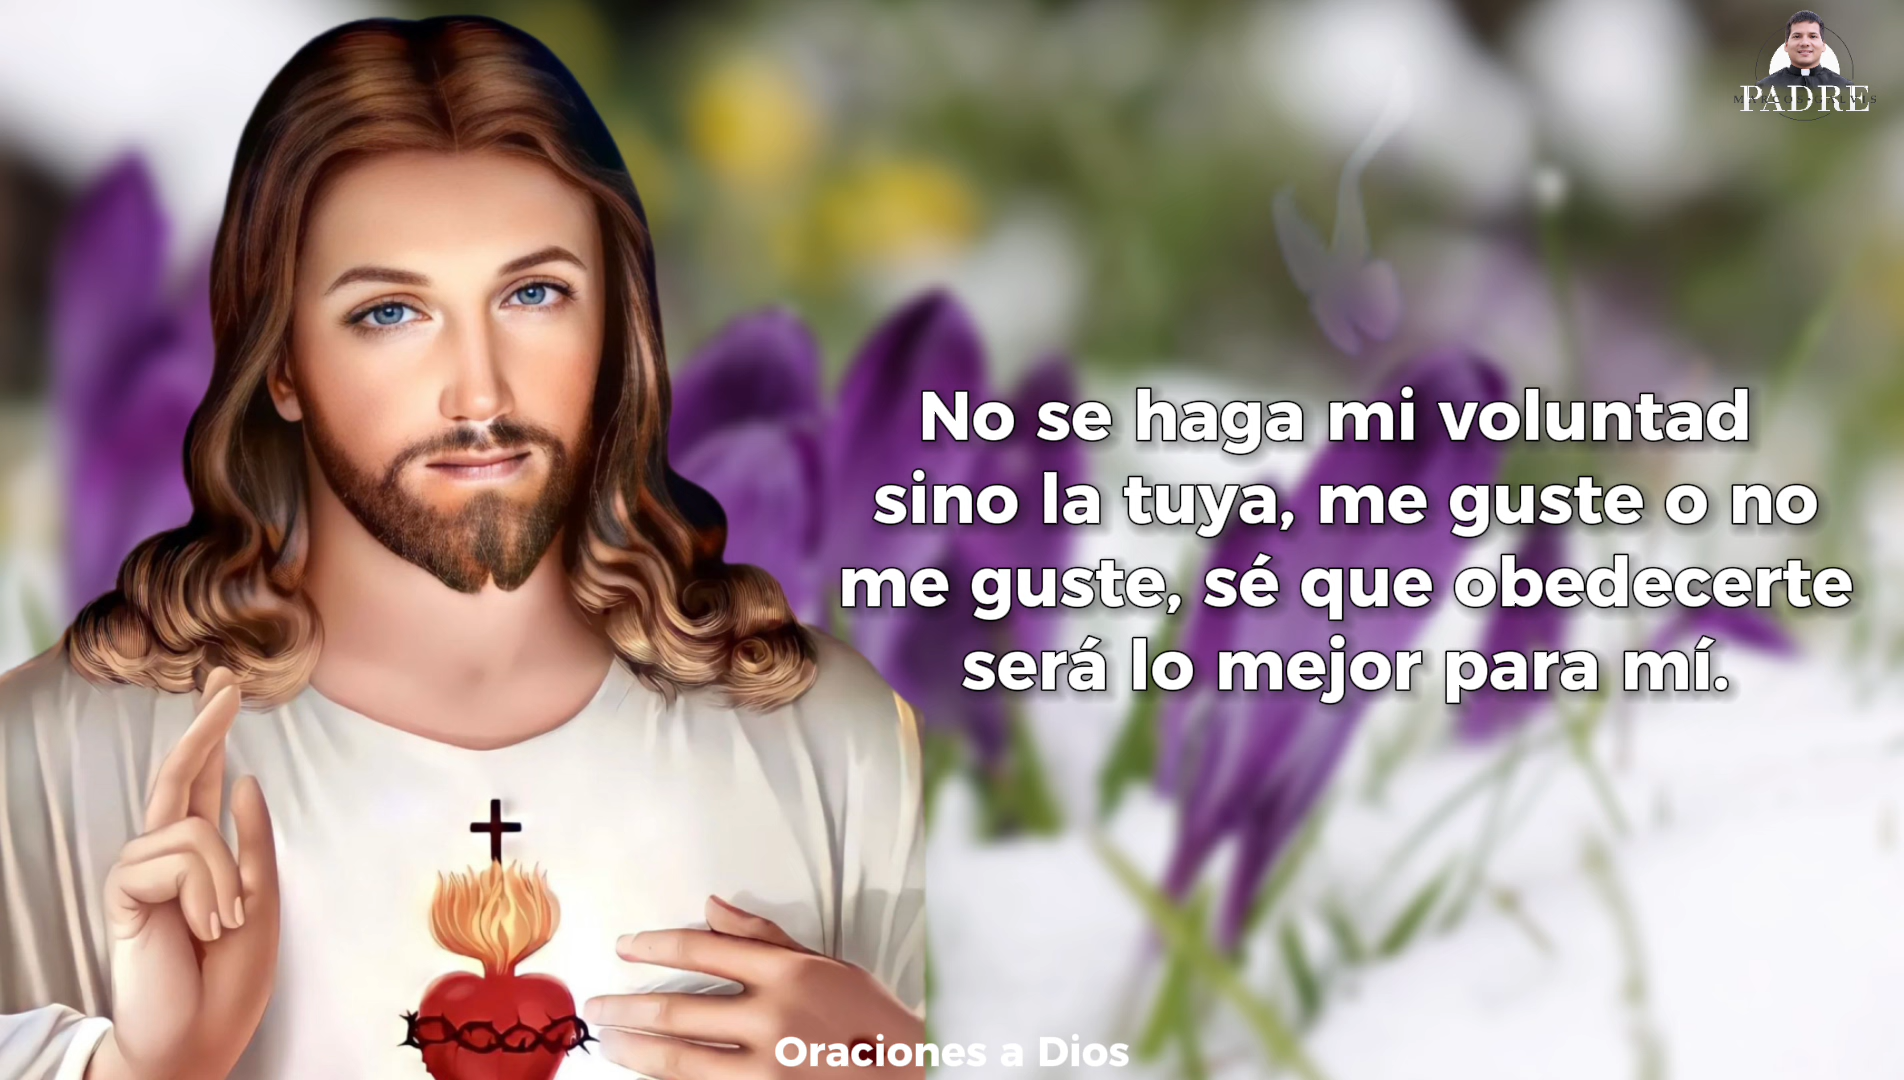 PADRE
No se haga mi voluntad
sino la tuya, me guste o no
me guste, sé que obedecerte
será lo mejor para mí.
Oraciones a Dios